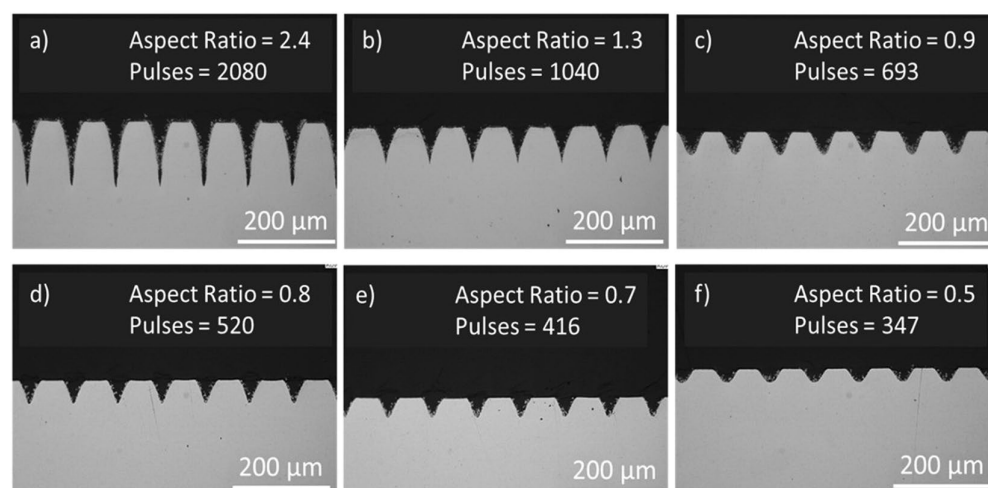 a) Aspect Ratio = 2.4
Pulses = 2080
200 µm
b) Aspect Ratio = 1.3
Pulses = 1040
200 µm
c) Aspect Ratio = 0.9
Pulses = 693
200 µm
d) Aspect Ratio = 0.8
Pulses = 520
200 µm
e) Aspect Ratio = 0.7
Pulses = 416
200 µm
f) Aspect Ratio = 0.5
Pulses = 347
200 µm